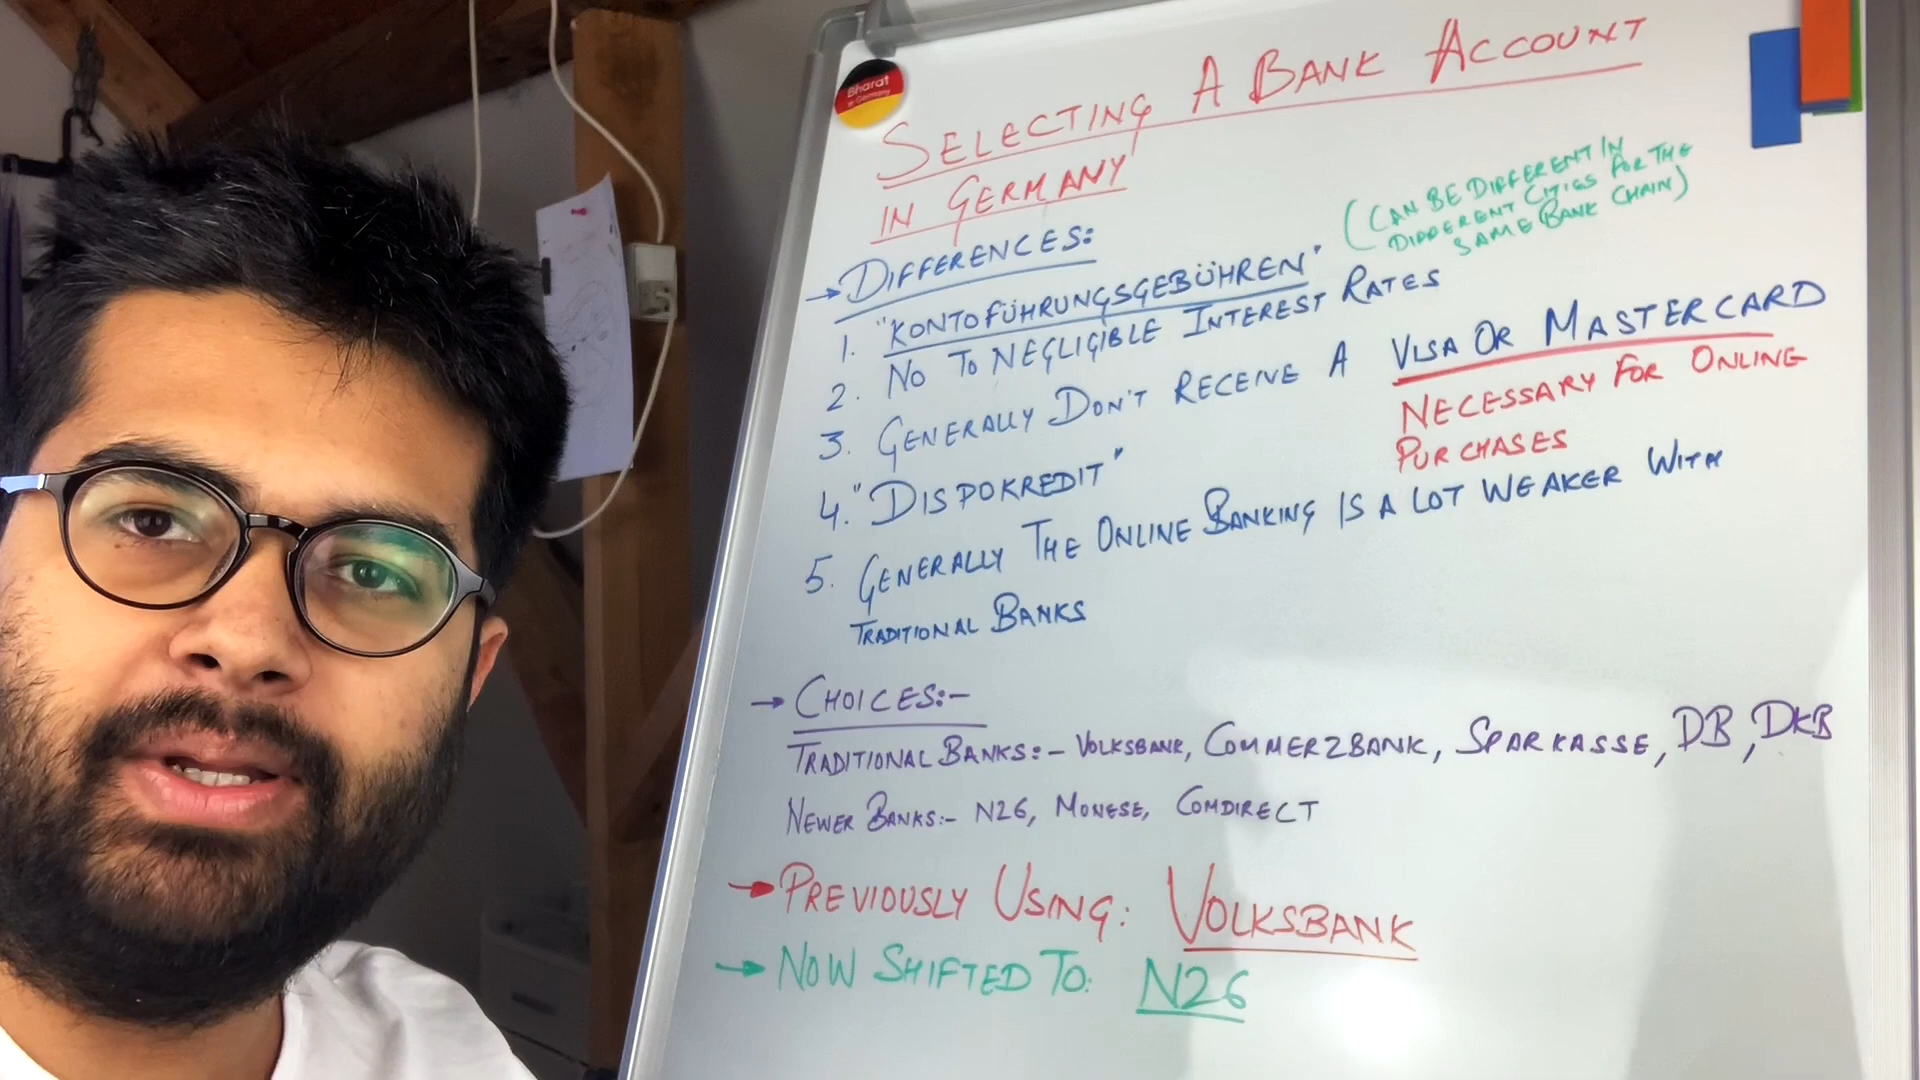 Bharat
in Germany
SELECTING A BANK ACCOUNT
IN GERMANY
→ DIFFERENCES:
1. "KONTOFÜHRUNGSGEBÜHREN"
(CAN BE DIFFERENT IN
DIFFERENT CITIES FOR THE
SAME BANK CHAIN)
2. NO TO NEGLIGIBLE INTEREST RATES
3. GENERALLY DON'T RECEIVE A VISA OR MASTERCARD
NECESSARY FOR ONLINE
PURCHASES
4. "DISPOKREDIT"
5. GENERALLY THE ONLINE BANKING IS A LOT WEAKER WITH
TRADITIONAL BANKS
→ CHOICES:-
TRADITIONAL BANKS:- VOLKSBANK, COMMERZBANK, SPARKASSE, DB, DKB
NEWER BANKS:- N26, MONESE, COMDIRECT
→ PREVIOUSLY USING: VOLKSBANK
→ NOW SHIFTED TO: N26